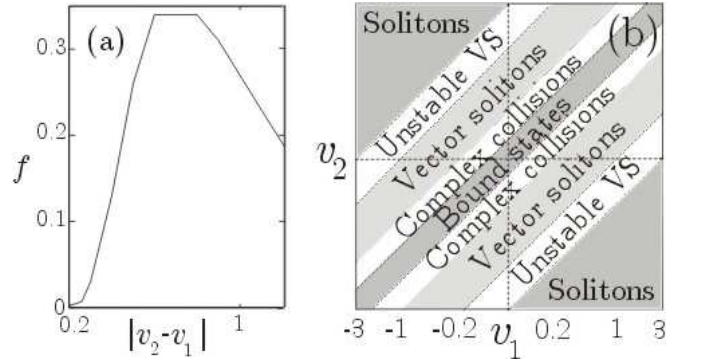 (a)
0.3
0.2
0.1
0
f
0.2
1
|v2-v1|
(b)
Solitons
Unstable VS
Vector solitons
Complex collisions
Bound states
Complex collisions
Vector solitons
Unstable VS
Solitons
v2
-3 -1 -0.2 0.2 1 3
v1